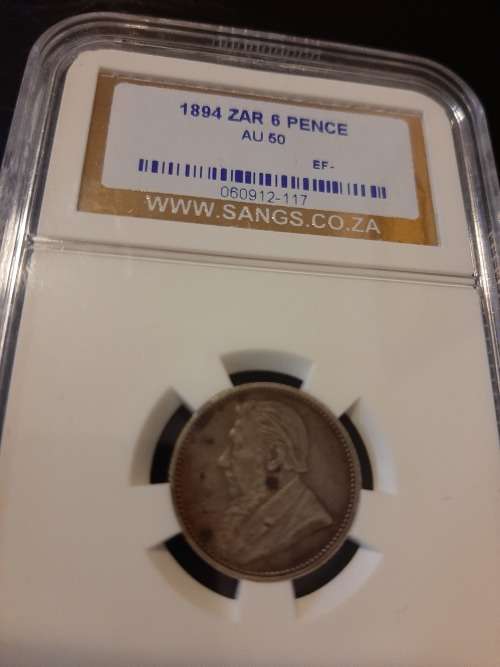 1894 ZAR 6 PENCE
AU 50
EF-
060912-117
WWW.SANGS.CO.ZA